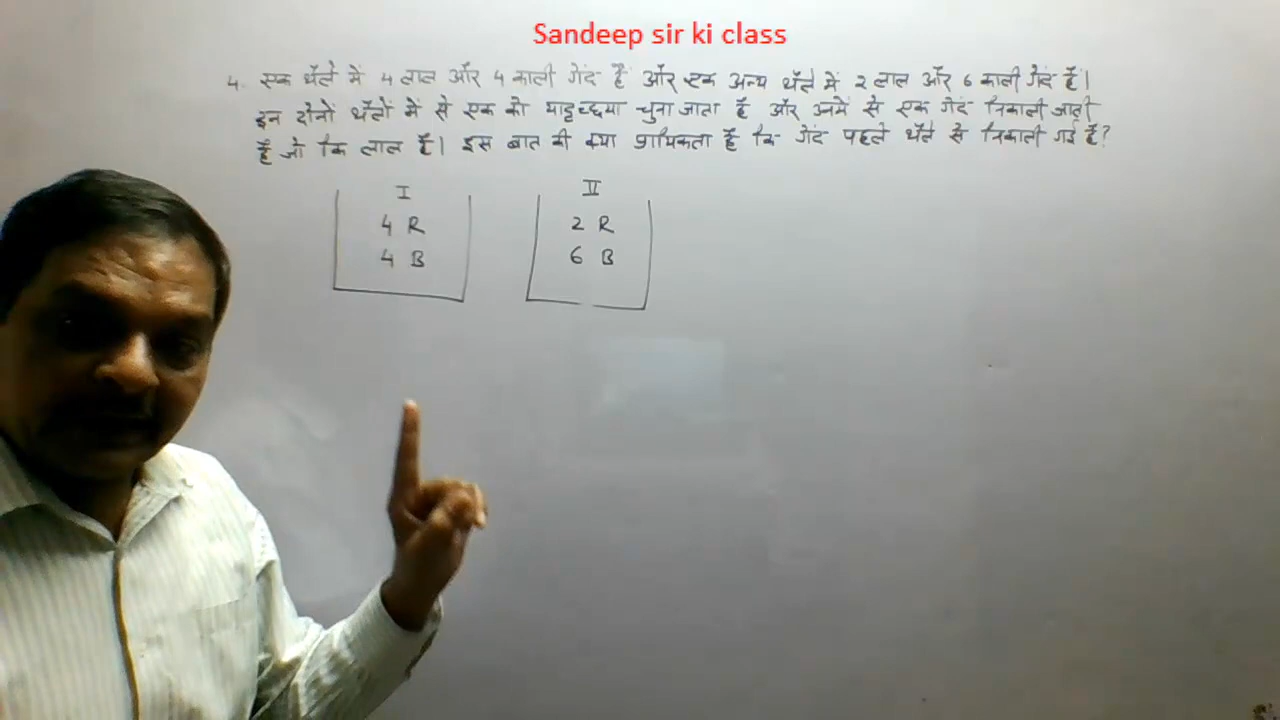 Sandeep sir ki class
4. एक थैले में 4 लाल और 4 काली गेंद हैं और एक अन्य थैले में 2 लाल और 6 काली गेंद हैं।
इन दोनों थैलों में से एक को यादृच्छया चुना जाता है और उनमें से एक गेंद निकाली जाती
है जो कि लाल है। इस बात की क्या प्रायिकता है कि गेंद पहले थैले से निकाली गई है?
I
4 R
4 B
II
2 R
6 B